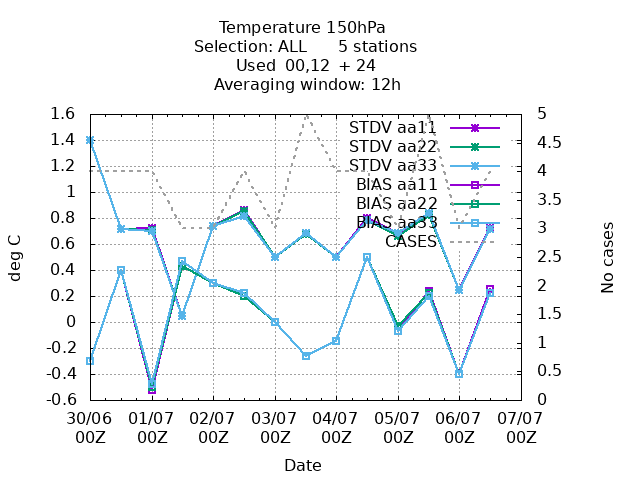 Temperature 150hPa
Selection: ALL 5 stations
Used 00,12 + 24
Averaging window: 12h
1.6
1.4
1.2
1
0.8
0.6
0.4
0.2
0
-0.2
-0.4
-0.6
deg C
5
4.5
4
3.5
3
2.5
2
1.5
1
0.5
0
No cases
STDV aa11
STDV aa22
STDV aa33
BIAS aa11
BIAS aa22
BIAS aa33
CASES
30/06 01/07 02/07 03/07 04/07 05/07 06/07 07/07
00Z 00Z 00Z 00Z 00Z 00Z 00Z 00Z
Date